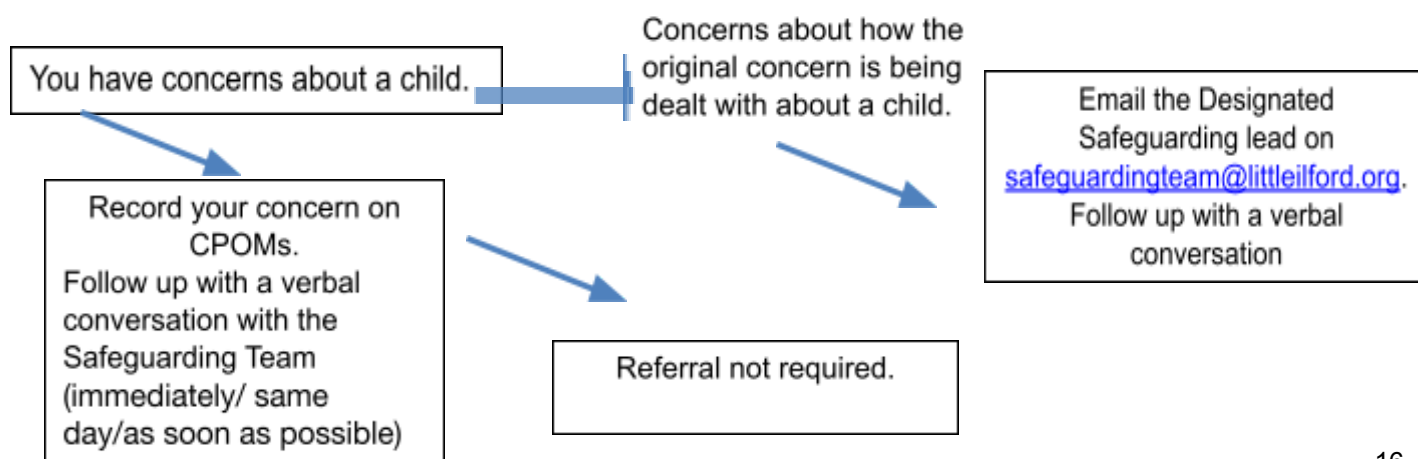 You have concerns about a child.
Concerns about how the
original concern is being
dealt with about a child.
Email the Designated
Safeguarding lead on
safeguardingteam@littleilford.org.
Follow up with a verbal
conversation
Record your concern on
CPOMs.
Follow up with a verbal
conversation with the
Safeguarding Team
(immediately/ same
day/as soon as possible)
Referral not required.